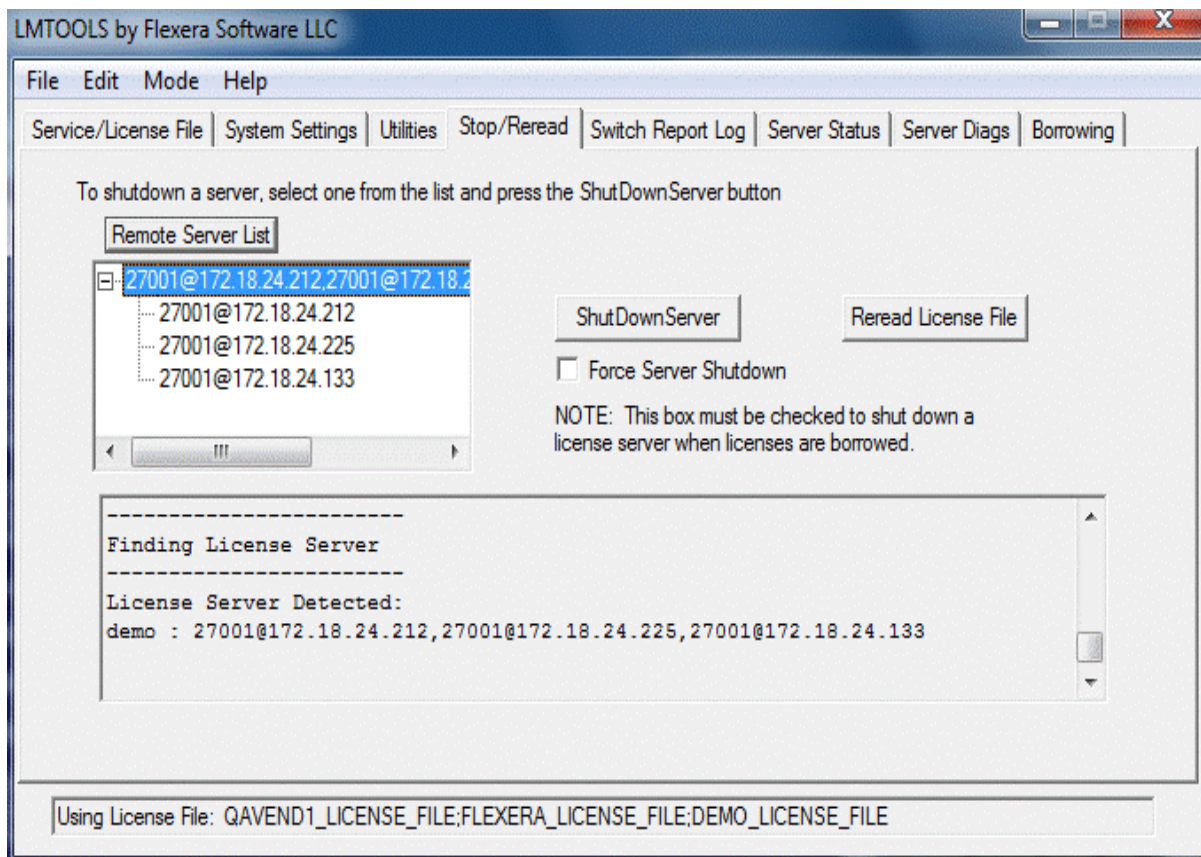 LMTOOLS by Flexera Software LLC
File Edit Mode Help
Service/License File System Settings Utilities Stop/Reread Switch Report Log Server Status Server Diags Borrowing
To shutdown a server, select one from the list and press the ShutDownServer button
Remote Server List
27001@172.18.24.212,27001@172.18.2
27001@172.18.24.212
27001@172.18.24.225
27001@172.18.24.133
ShutDownServer
Reread License File
Force Server Shutdown
NOTE: This box must be checked to shut down a
license server when licenses are borrowed.
------------------------
Finding License Server
------------------------
License Server Detected:
demo : 27001@172.18.24.212,27001@172.18.24.225,27001@172.18.24.133
Using License File: QAVEND1_LICENSE_FILE;FLEXERA_LICENSE_FILE;DEMO_LICENSE_FILE